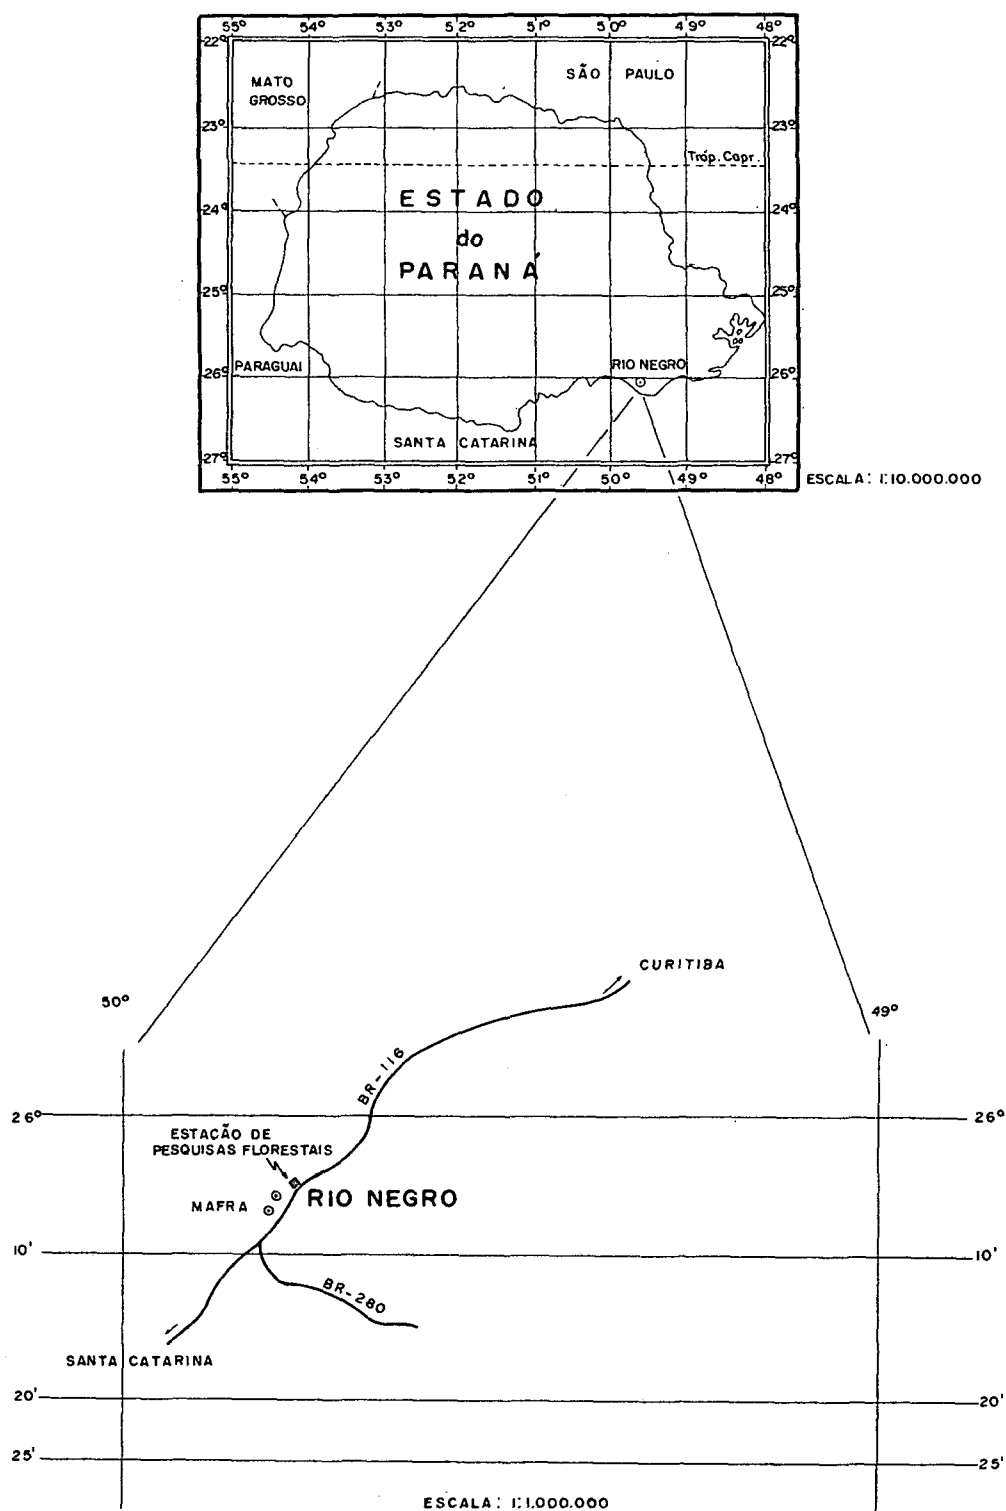 55° 54° 53° 52° 51° 50° 49° 48°
22° 22°
SÃO PAULO
MATO
GROSSO
23° 23°
Tróp. Capr.
ESTADO
24° 24°
do
PARANÁ
25° 25°
PARAGUAI
RIO NEGRO
26° 26°
SANTA CATARINA
27° 27°
55° 54° 53° 52° 51° 50° 49° 48°
ESCALA: 1:10.000.000
CURITIBA
50° 49°
BR-116
26° 26°
ESTAÇÃO DE
PESQUISAS FLORESTAIS
RIO NEGRO
MAFRA
10' 10'
BR-280
SANTA CATARINA
20' 20'
25' 25'
ESCALA: 1:1.000.000